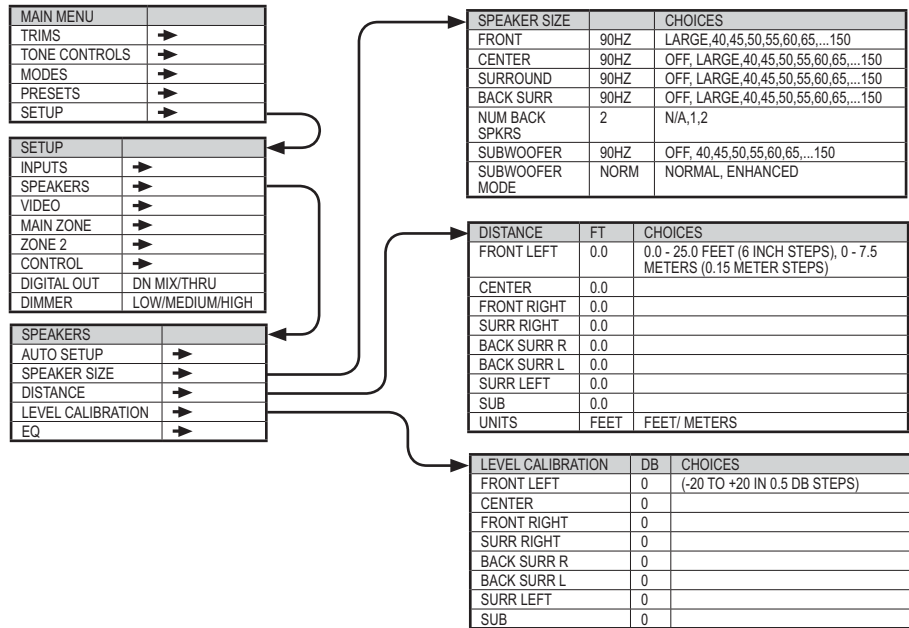 MAIN MENU
TRIMS
TONE CONTROLS
MODES
PRESETS
SETUP
SETUP
INPUTS
SPEAKERS
VIDEO
MAIN ZONE
ZONE 2
CONTROL
DIGITAL OUT DN MIX/THRU
DIMMER LOW/MEDIUM/HIGH
SPEAKERS
AUTO SETUP
SPEAKER SIZE
DISTANCE
LEVEL CALIBRATION
EQ
SPEAKER SIZE CHOICES
FRONT 90HZ LARGE,40,45,50,55,60,65,...150
CENTER 90HZ OFF, LARGE,40,45,50,55,60,65,...150
SURROUND 90HZ OFF, LARGE,40,45,50,55,60,65,...150
BACK SURR 90HZ OFF, LARGE,40,45,50,55,60,65,...150
NUM BACK 2 N/A,1,2
SPKRS
SUBWOOFER 90HZ OFF, 40,45,50,55,60,65,...150
SUBWOOFER NORM NORMAL, ENHANCED
MODE
DISTANCE FT CHOICES
FRONT LEFT 0.0 0.0 - 25.0 FEET (6 INCH STEPS), 0 - 7.5
METERS (0.15 METER STEPS)
CENTER 0.0
FRONT RIGHT 0.0
SURR RIGHT 0.0
BACK SURR R 0.0
BACK SURR L 0.0
SURR LEFT 0.0
SUB 0.0
UNITS FEET FEET/ METERS
LEVEL CALIBRATION DB CHOICES
FRONT LEFT 0 (-20 TO +20 IN 0.5 DB STEPS)
CENTER 0
FRONT RIGHT 0
SURR RIGHT 0
BACK SURR R 0
BACK SURR L 0
SURR LEFT 0
SUB 0